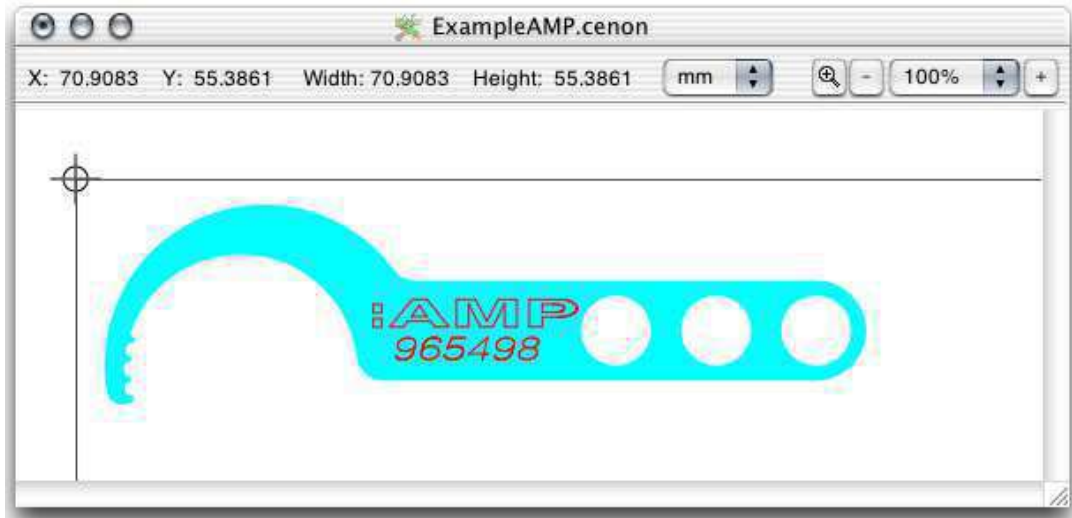 ExampleAMP.cenon
X: 70.9083 Y: 55.3861 Width: 70.9083 Height: 55.3861 mm - 100% +
:AMP
965498